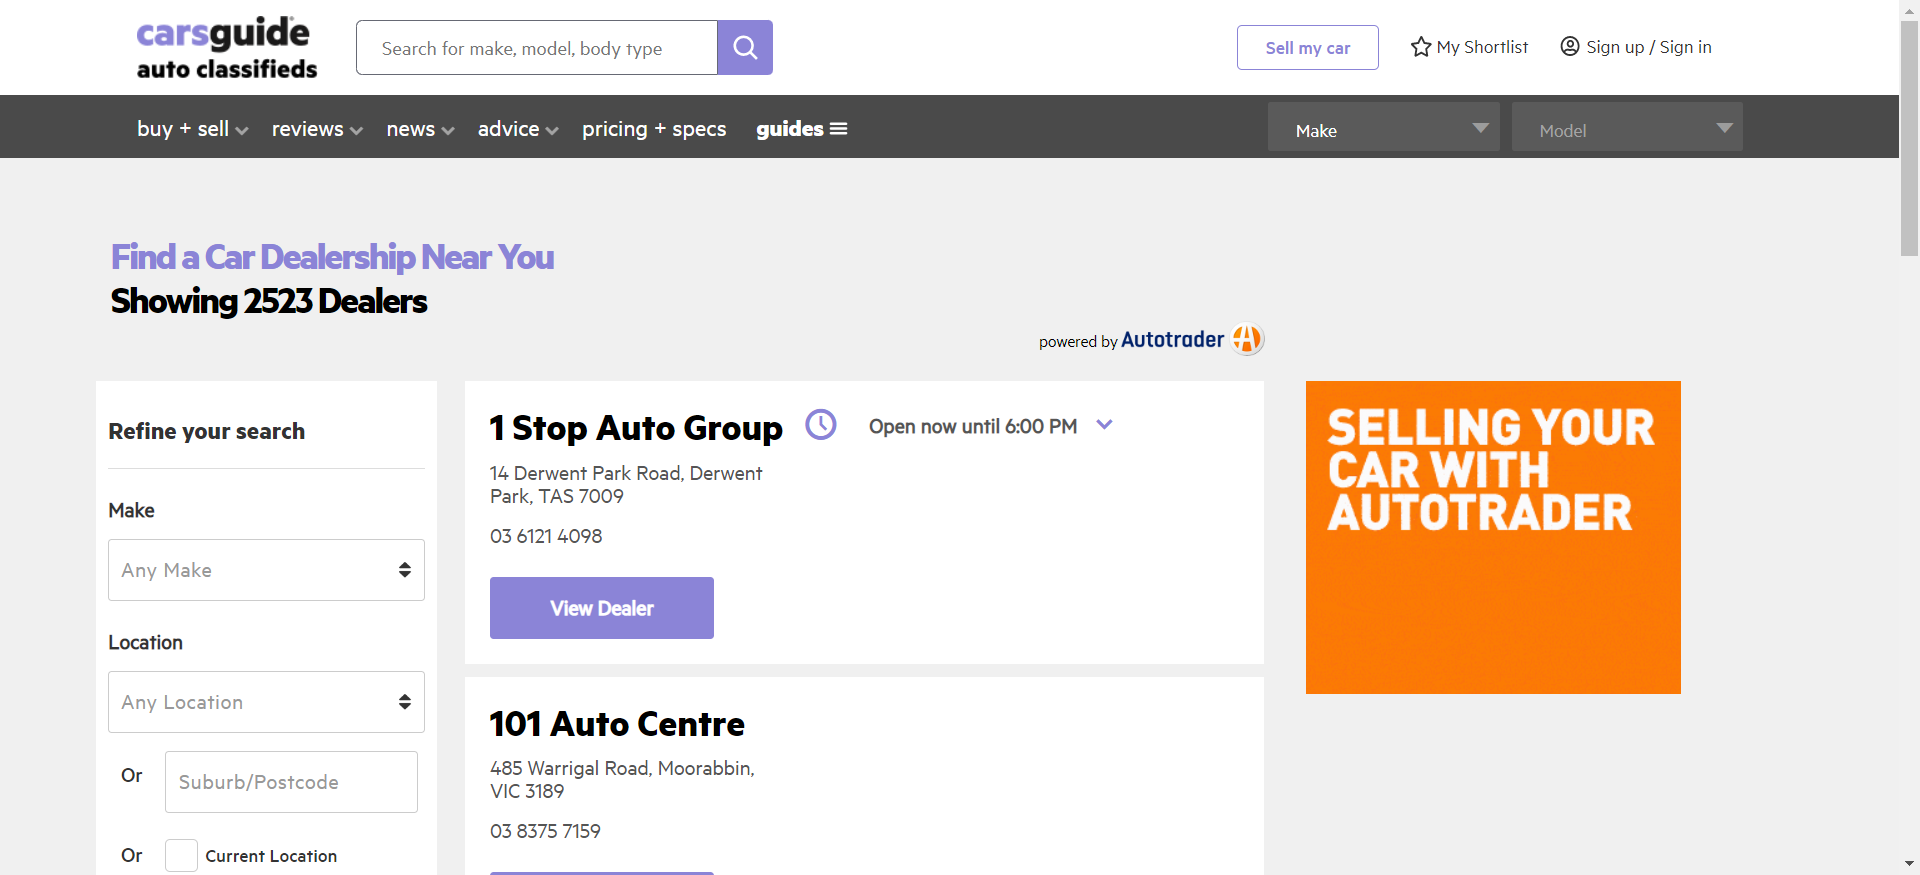 carsguide
auto classifieds
Search for make, model, body type
Sell my car
My Shortlist
Sign up / Sign in
buy + sell
reviews
news
advice
pricing + specs
guides
Make
Model
Find a Car Dealership Near You
Showing 2523 Dealers
powered by Autotrader
Refine your search
Make
Any Make
Location
Any Location
Or
Suburb/Postcode
Or
Current Location
1 Stop Auto Group
Open now until 6:00 PM
14 Derwent Park Road, Derwent
Park, TAS 7009
03 6121 4098
View Dealer
101 Auto Centre
485 Warrigal Road, Moorabbin,
VIC 3189
03 8375 7159
SELLING YOUR
CAR WITH
AUTOTRADER